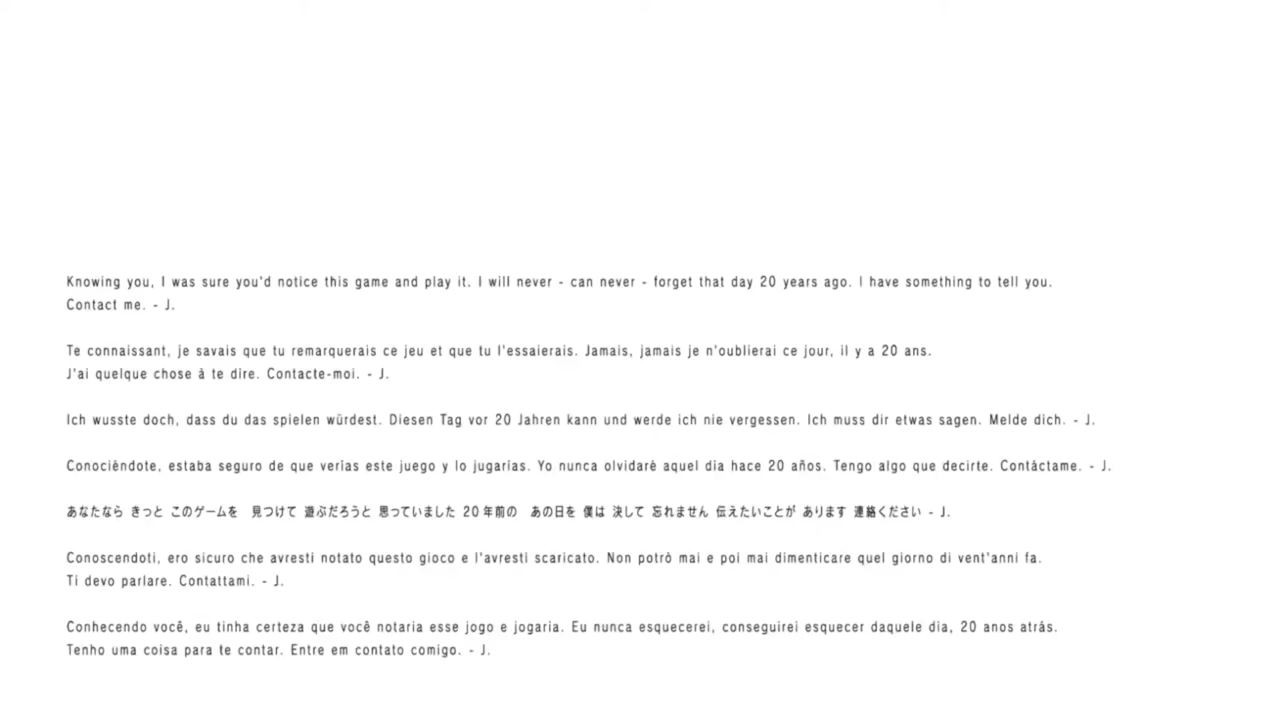 Knowing you, I was sure you'd notice this game and play it. I will never - can never - forget that day 20 years ago. I have something to tell you.
Contact me. - J.
Te connaissant, je savais que tu remarquerais ce jeu et que tu l'essaierais. Jamais, jamais je n'oublierai ce jour, il y a 20 ans.
J'ai quelque chose à te dire. Contacte-moi. - J.
Ich wusste doch, dass du das spielen würdest. Diesen Tag vor 20 Jahren kann und werde ich nie vergessen. Ich muss dir etwas sagen. Melde dich. - J.
Conociéndote, estaba seguro de que verías este juego y lo jugarías. Yo nunca olvidaré aquel día hace 20 años. Tengo algo que decirte. Contáctame. - J.
あなたなら きっと このゲームを　見つけて 遊ぶだろうと 思っていました 20年前の　あの日を 僕は 決して 忘れません 伝えたいことが あります 連絡ください - J.
Conoscendoti, ero sicuro che avresti notato questo gioco e l'avresti scaricato. Non potrò mai e poi mai dimenticare quel giorno di vent'anni fa.
Ti devo parlare. Contattami. - J.
Conhecendo você, eu tinha certeza que você notaria esse jogo e jogaria. Eu nunca esquecerei, conseguirei esquecer daquele dia, 20 anos atrás.
Tenho uma coisa para te contar. Entre em contato comigo. - J.